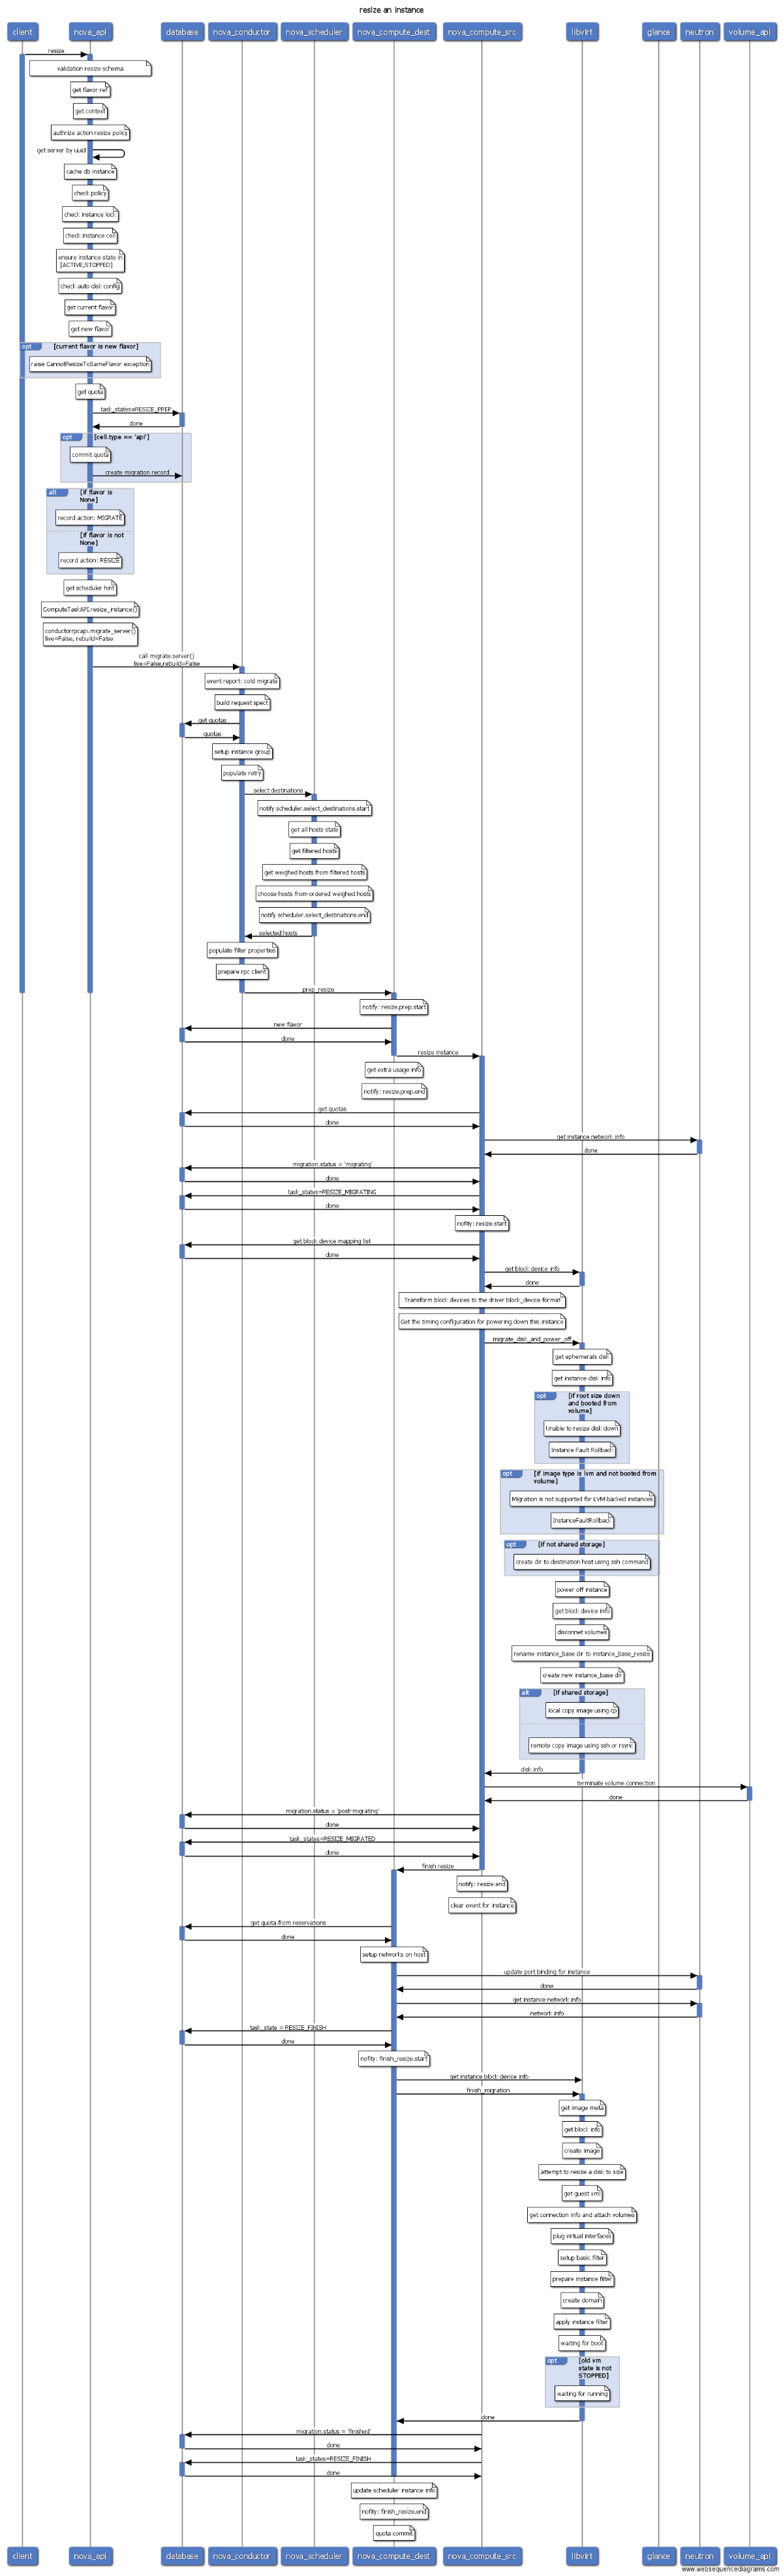 resize an instance
client
nova_api
database
nova_conductor
nova_scheduler
nova_compute_dest
nova_compute_src
libvirt
glance
neutron
volume_api
resize
validation resize schema
get flavor ref
get context
authrize action resize policy
get server by uuid
cache db instance
check policy
check instance lock
check instance cell
ensure instance state in
[ACTIVE,STOPPED]
check auto disk config
get current flavor
get new flavor
opt
[current flavor is new flavor]
raise CannotResizeToSameFlavor exception
get quota
task_states=RESIZE_PREP
done
opt
[cell.type == 'api']
commit quota
create migration record
alt
[if flavor is
None]
record action: MIGRATE
[if flavor is not
None]
record action: RESIZE
get scheduler hint
ComputeTaskAPI.resize_instance()
conductorrpcapi.migrate_server()
live=False, rebuild=False
call migrate.server()
live=False,rebuild=False
event report: cold migrate
build request spect
get quotas
quotas
setup instance group
populate retry
select destinations
notify scheduler.select_destinations.start
get all hosts state
get filtered hosts
get weighed hosts from filtered hosts
choose hosts from ordered weighed hosts
notify scheduler.select_destinations.end
selected hosts
populate filter properties
prepare rpc client
prep_resize
notify: resize.prep.start
new flavor
done
resize instance
get extra usage info
notify: resize.prep.end
get quotas
done
get instance network info
done
migration.status = 'migrating'
done
task_states=RESIZE_MIGRATING
done
nofity: resize.start
get block device mapping list
done
get block device info
done
Transform block devices to the driver block_device format
Get the timing configuration for powering down this instance
migrate_disk_and_power_off
get ephemerals disk
get instance disk info
opt
[if root size down
and booted from
volume]
Unable to resize disk down
Instance Fault Rollback
opt
[if image type is lvm and not booted from
volume]
Migration is not supported for LVM backed instances
InstanceFaultRollback
opt
[if not shared storage]
create dir to destination host using ssh command
power off instance
get block device info
disconnet volumes
rename instance_base dir to instance_base_resize
create new instance_base dir
alt
[if shared storage]
local copy image using cp
remote copy image using ssh or rsync
disk info
terminate volume connection
done
migration.status = 'post-migrating'
done
task_states=RESIZE_MIGRATED
done
finish resize
notify: resize.end
clear event for instance
get quota from reservations
done
setup networks on host
update port binding for instance
done
get instance network info
network info
task_state = RESIZE_FINISH
done
nofity: finish_resize.start
get instance block device info
finish_migration
get image meta
get block info
create image
attempt to resize a disk to size
get guest xml
get connection info and attach volumes
plug virtual interfaces
setup basic filter
prepare instance filter
create domain
apply instance filter
waiting for boot
opt
[old vm
state is not
STOPPED]
waiting for running
done
migration.status = 'finished'
done
task_states=RESIZE_FINISH
done
update scheduler instance info
nofity: finish_resize.end
quota commit
client
nova_api
database
nova_conductor
nova_scheduler
nova_compute_dest
nova_compute_src
libvirt
glance
neutron
volume_api
www.websequencediagrams.com